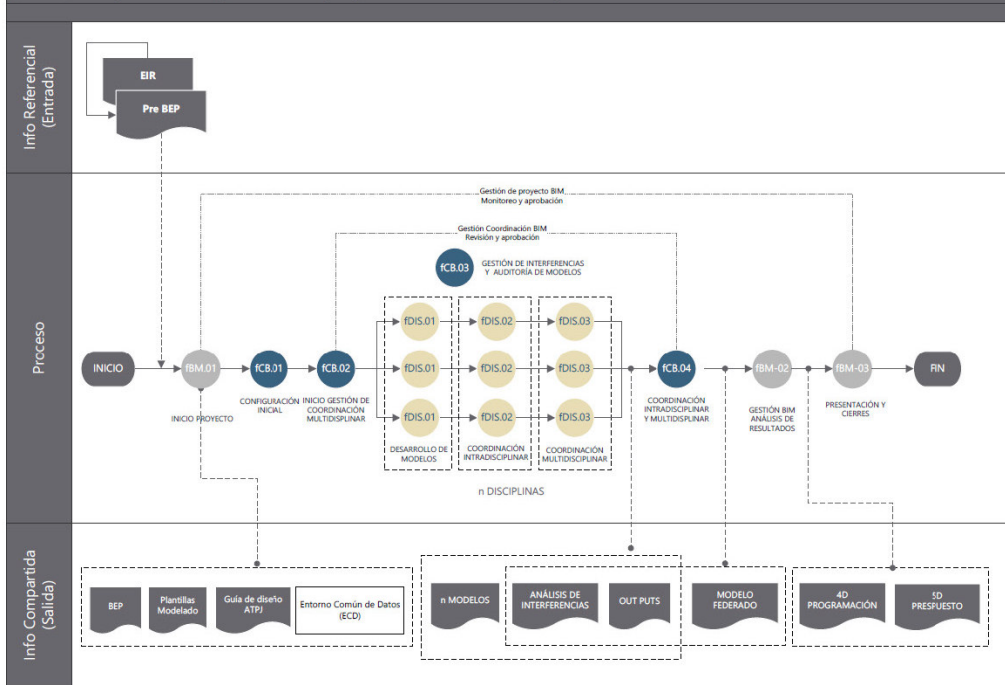 Info Referencial
(Entrada)
EIR
Pre BEP
Proceso
Gestión de proyecto BIM
Monitoreo y aprobación
Gestión Coordinación BIM
Revisión y aprobación
fCB.03
GESTIÓN DE INTERFERENCIAS
Y AUDITORÍA DE MODELOS
fDIS.01
fDIS.02
fDIS.03
INICIO
fBM.01
fCB.01
fCB.02
fDIS.01
fDIS.02
fDIS.03
fCB.04
fBM-02
fBM-03
FIN
INICIO PROYECTO
CONFIGURACIÓN
INICIAL
INICIO GESTIÓN DE
COORDINACIÓN
MULTIDISPLINAR
fDIS.01
fDIS.02
fDIS.03
COORDINACIÓN
INTRADISCIPLINAR
Y MULTIDISPLINAR
GESTIÓN BIM
ANÁLISIS DE
RESULTADOS
PRESENTACIÓN Y
CIERRES
DESARROLLO DE
MODELOS
COORDINACIÓN
INTRADISCIPLINAR
COORDINACIÓN
MULTIDISCIPLINAR
n DISCIPLINAS
Info Compartida
(Salida)
BEP
Plantillas
Modelado
Guía de diseño
ATPJ
Entorno Común de Datos
(ECD)
n MODELOS
ANÁLISIS DE
INTERFERENCIAS
OUT PUTS
MODELO
FEDERADO
4D
PROGRAMACIÓN
5D
PRESPUESTO